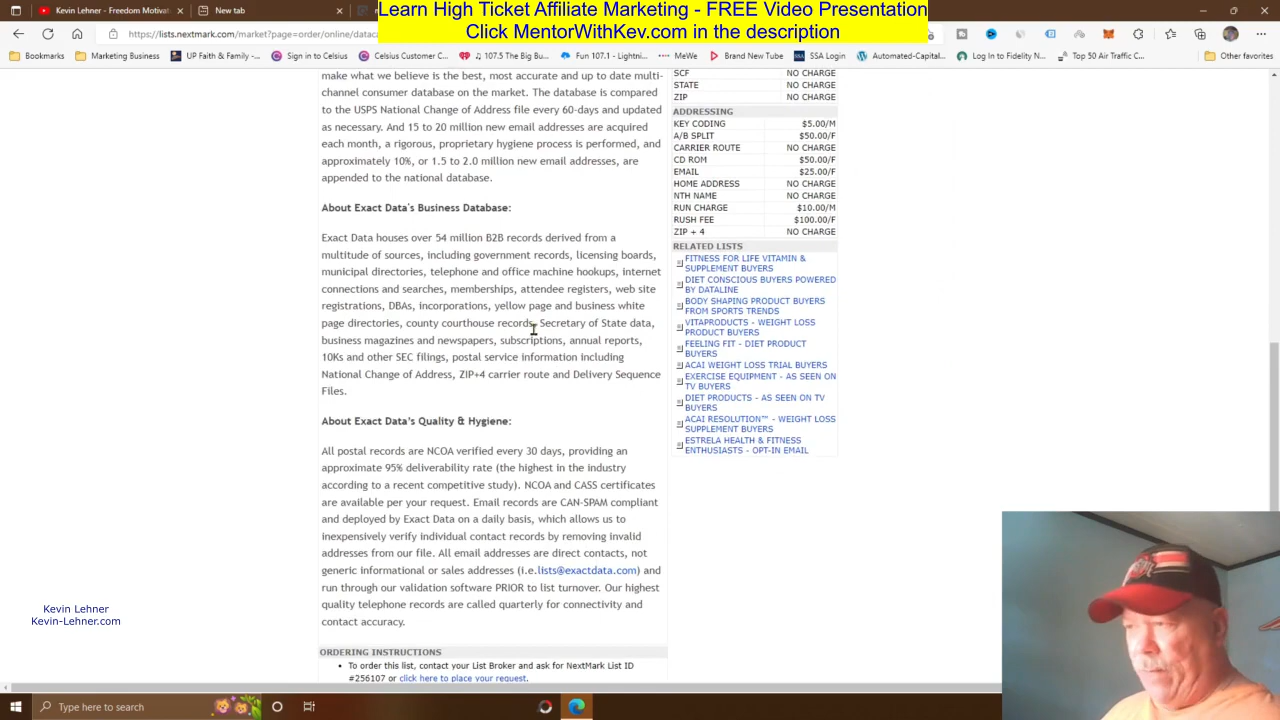 Learn High Ticket Affiliate Marketing - FREE Video Presentation
Click MentorWithKev.com in the description
Kevin Lehner | Freedom Motivatio
New Tab
https://lists.nextmark.com/market?page=order/online/datac
Bookmarks
Marketing Business
UP Faith & Family -...
Sign in to Celsius
Celsius Customer C...
107.5 The Big Boo...
Fun 107.1 - Lightni...
MeWe
Brand New Tube
SSA Login
Automated-Capital...
Log In to Fidelity N...
Top 50 Air Traffic C...
Other favorites
make what we believe is the best, most accurate and up to date multi-
channel consumer database on the market. The database is compared
to the USPS National Change of Address file every 60-days and updated
as necessary. And 15 to 20 million new email addresses are acquired
each month, a rigorous, proprietary hygiene process is performed, and
approximately 10%, or 1.5 to 2.0 million new email addresses, are
appended to the national database.
About Exact Data's Business Database:
Exact Data houses over 54 million B2B records derived from a
multitude of sources, including government records, licensing boards,
municipal directories, telephone and office machine hookups, internet
connections and searches, memberships, attendee registers, web site
registrations, DBAs, incorporations, yellow page and business white
page directories, county courthouse records, Secretary of State data,
business magazines and newspapers, subscriptions, annual reports,
10Ks and other SEC filings, postal service information including
National Change of Address, ZIP+4 carrier route and Delivery Sequence
Files.
About Exact Data's Quality & Hygiene:
All postal records are NCOA verified every 30 days, providing an
approximate 95% deliverability rate (the highest in the industry
according to a recent competitive study). NCOA and CASS certificates
are available per your request. Email records are CAN-SPAM compliant
and deployed by Exact Data on a daily basis, which allows us to
inexpensively verify individual contact records by removing invalid
addresses from our file. All email addresses are direct contacts, not
generic informational or sales addresses (i.e.lists@exactdata.com) and
run through our validation software PRIOR to list turnover. Our highest
quality telephone records are called quarterly for connectivity and
contact accuracy.
ORDERING INSTRUCTIONS
• To order this list, contact your List Broker and ask for NextMark List ID
#256107 or click here to place your request.
SCF NO CHARGE
STATE NO CHARGE
ZIP NO CHARGE
ADDRESSING
KEY CODING $5.00/M
A/B SPLIT $50.00/F
CARRIER ROUTE NO CHARGE
CD ROM $50.00/F
EMAIL $25.00/F
HOME ADDRESS NO CHARGE
NTH NAME NO CHARGE
RUN CHARGE $10.00/M
RUSH FEE $100.00/F
ZIP + 4 NO CHARGE
RELATED LISTS
FITNESS FOR LIFE VITAMIN &
SUPPLEMENT BUYERS
DIET CONSCIOUS BUYERS POWERED
BY DATALINE
BODY SHAPING PRODUCT BUYERS
FROM SPORTS TRENDS
VITAPRODUCTS - WEIGHT LOSS
PRODUCT BUYERS
FEELING FIT - DIET PRODUCT
BUYERS
ACAI WEIGHT LOSS TRIAL BUYERS
EXERCISE EQUIPMENT - AS SEEN ON
TV BUYERS
DIET PRODUCTS - AS SEEN ON TV
BUYERS
ACAI RESOLUTION™ - WEIGHT LOSS
SUPPLEMENT BUYERS
ESTRELA HEALTH & FITNESS
ENTHUSIASTS - OPT-IN EMAIL
Kevin Lehner
Kevin-Lehner.com
Type here to search